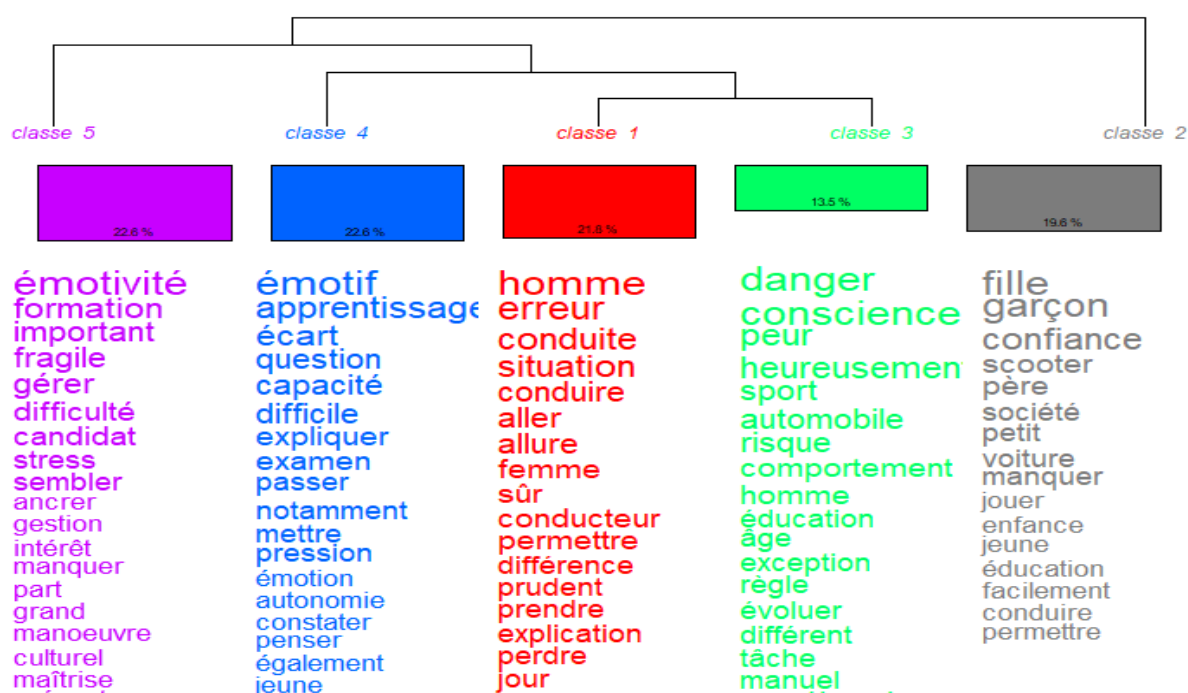 classe 5
classe 4
classe 1
classe 3
classe 2
22.6 %
22.6 %
21.8 %
13.5 %
19.6 %
émotivité
formation
important
fragile
gérer
difficulté
candidat
stress
sembler
ancrer
gestion
intérêt
manquer
part
grand
manoeuvre
culturel
maîtrise
émotif
apprentissage
écart
question
capacité
difficile
expliquer
examen
passer
notamment
mettre
pression
émotion
autonomie
constater
penser
également
jeune
homme
erreur
conduite
situation
conduire
aller
allure
femme
sûr
conducteur
permettre
différence
prudent
prendre
explication
perdre
jour
danger
conscience
peur
heureusemen
sport
automobile
risque
comportement
homme
éducation
âge
exception
règle
évoluer
différent
tâche
manuel
fille
garçon
confiance
scooter
père
société
petit
voiture
manquer
jouer
enfance
jeune
éducation
facilement
conduire
permettre